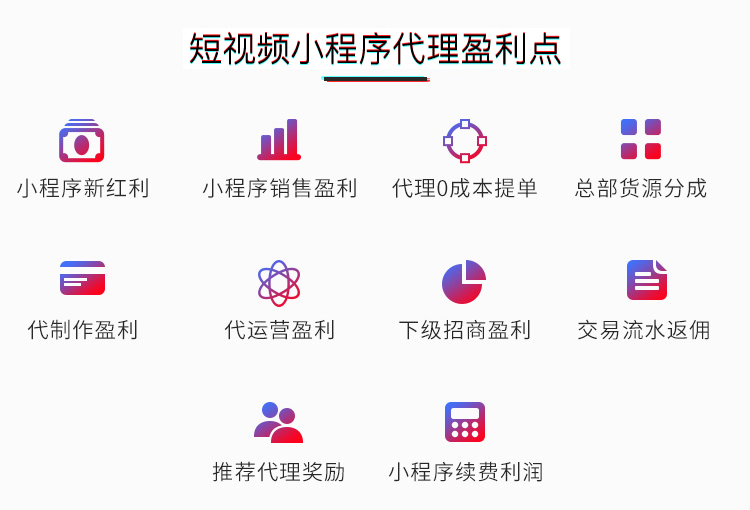 短视频小程序代理盈利点
小程序新红利
小程序销售盈利
代理0成本提单
总部货源分成
代制作盈利
代运营盈利
下级招商盈利
交易流水返佣
推荐代理奖励
小程序续费利润